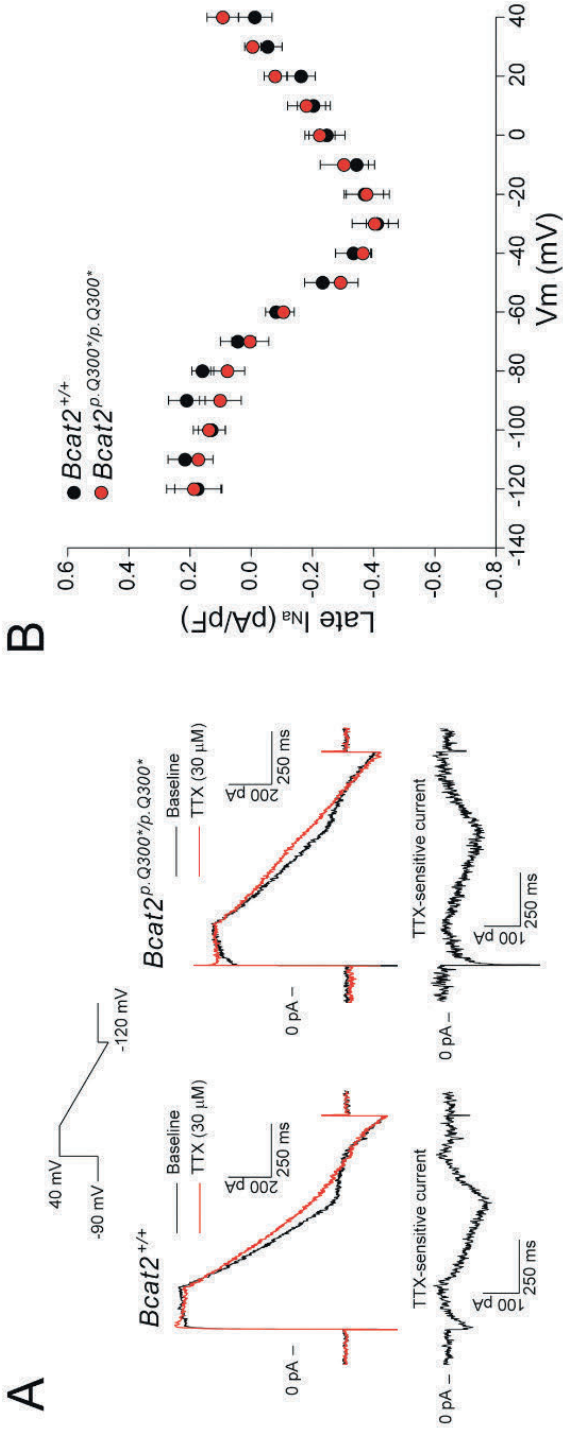 A
40 mV
-90 mV
-120 mV
Bcat2+/+
Baseline
TTX (30 µM)
0 pA
200 pA
250 ms
TTX-sensitive current
0 pA
100 pA
250 ms
Bcat2p.Q300*/p.Q300*
Baseline
TTX (30 µM)
0 pA
200 pA
250 ms
TTX-sensitive current
0 pA
100 pA
250 ms
B
Bcat2+/+
Bcat2p.Q300*/p.Q300*
Late INa (pA/pF)
0.6
0.4
0.2
0.0
-0.2
-0.4
-0.6
-0.8
-140 -120 -100 -80 -60 -40 -20 0 20 40
Vm (mV)